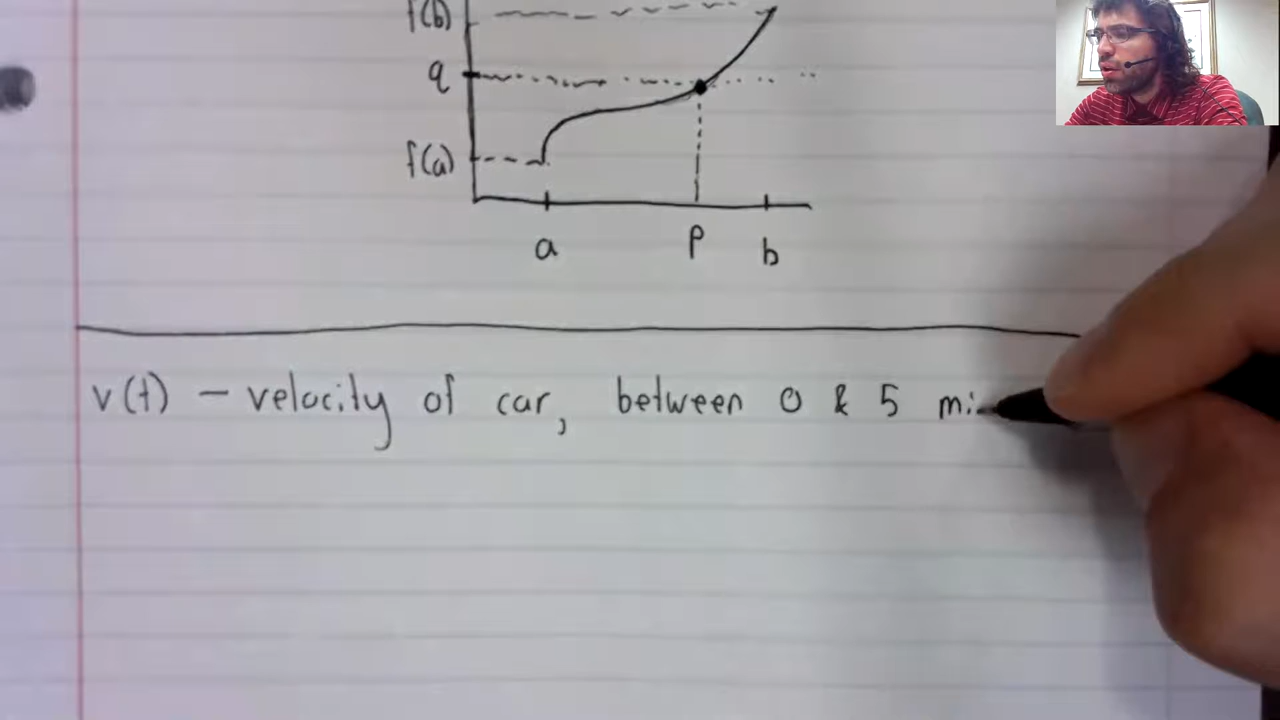 f(b)
q
f(a)
a p b
v(t) – velocity of car, between 0 & 5 mi